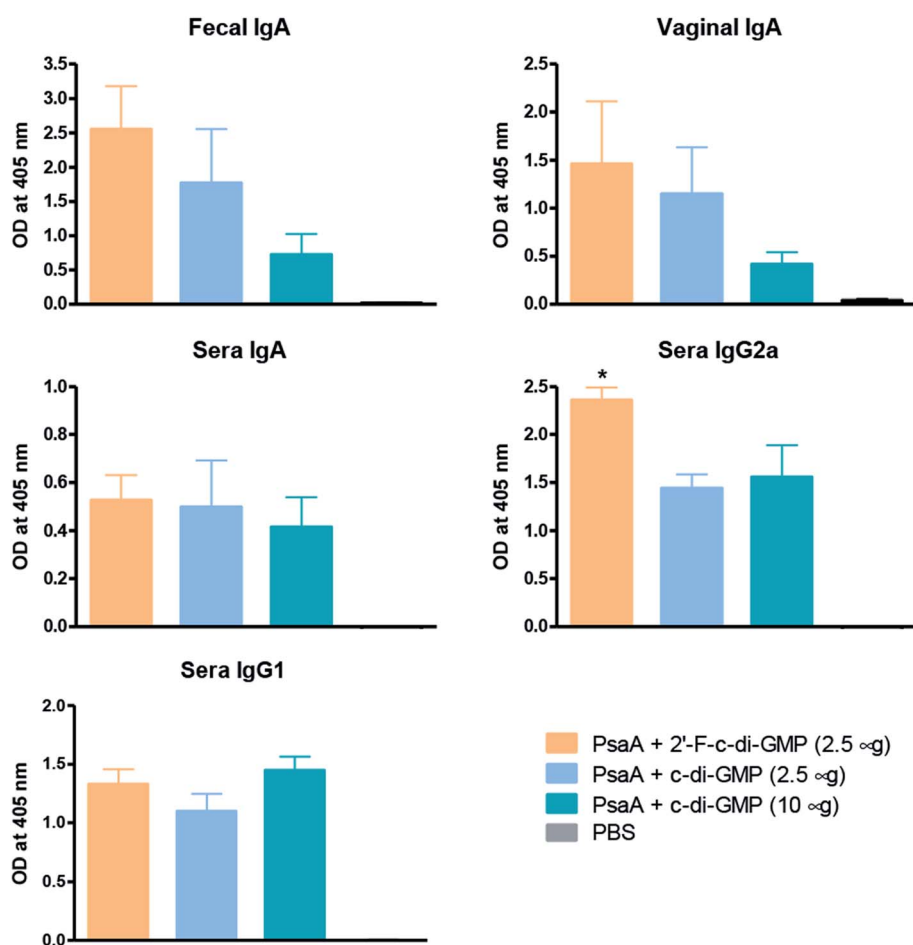 Fecal IgA
OD at 405 nm
3.5
3.0
2.5
2.0
1.5
1.0
0.5
0.0
Vaginal IgA
OD at 405 nm
2.5
2.0
1.5
1.0
0.5
0.0
Sera IgA
OD at 405 nm
1.0
0.8
0.6
0.4
0.2
0.0
Sera IgG2a
OD at 405 nm
2.5
2.0
1.5
1.0
0.5
0.0
*
Sera IgG1
OD at 405 nm
2.0
1.5
1.0
0.5
0.0
PsaA + 2'-F-c-di-GMP (2.5 ∝g)
PsaA + c-di-GMP (2.5 ∝g)
PsaA + c-di-GMP (10 ∝g)
PBS